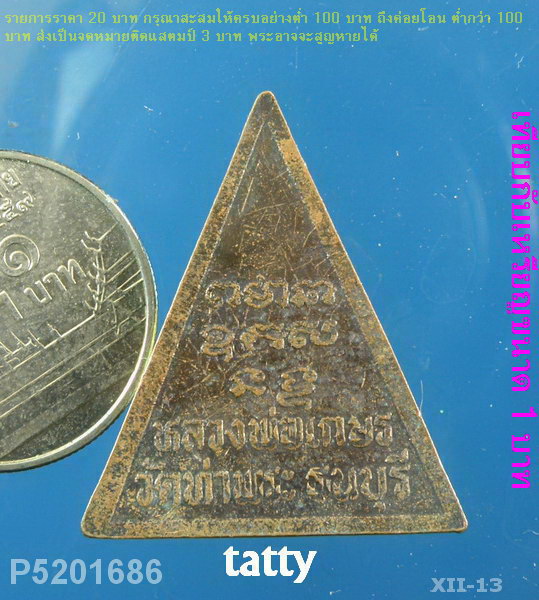 รายการราคา 20 บาท กรุณาสะสมให้ครบอย่างต่ำ 100 บาท ถึงค่อยโอน ต่ำกว่า 100
บาท ส่งเป็นจดหมายติดแสตมป์ 3 บาท พระอาจจะสูญหายได้
เทียบกับเหรียญขนาด 1 บาท
๑
1 บาท
หลวงพ่อเกษร
วัดท่าพระ ธนบุรี
tatty
P5201686
XII-13